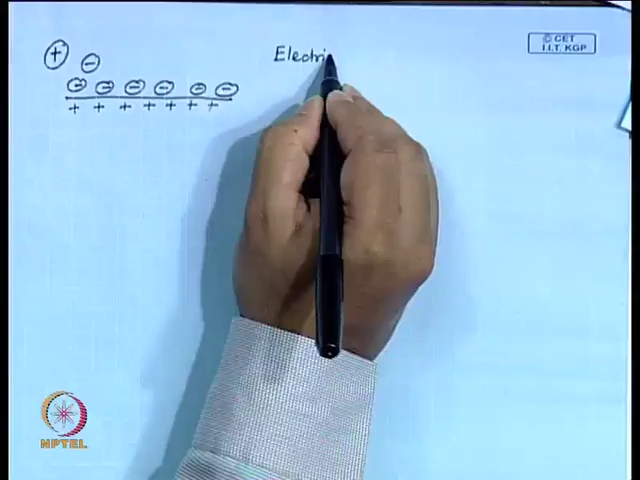 Electri
© CET
I.I.T. KGP
+ −
− − − − − −
+ + + + + + +
NPTEL